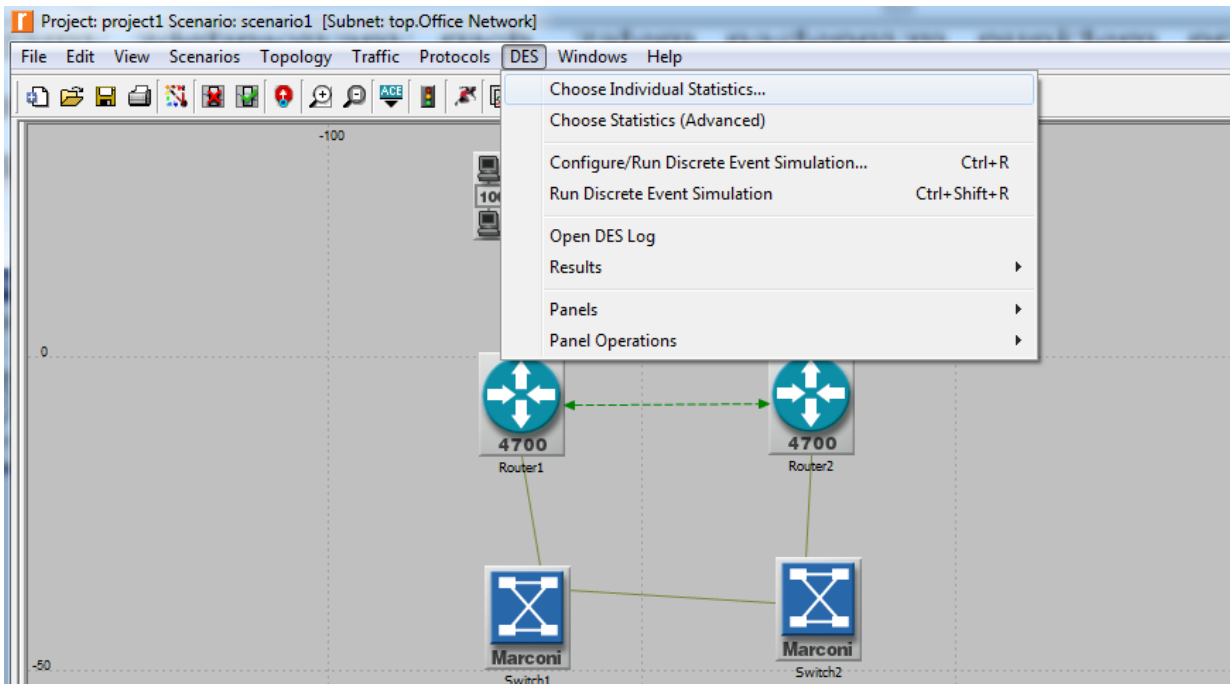 Project: project1 Scenario: scenario1 [Subnet: top.Office Network]
File Edit View Scenarios Topology Traffic Protocols DES Windows Help
ACE
Choose Individual Statistics...
Choose Statistics (Advanced)
Configure/Run Discrete Event Simulation... Ctrl+R
Run Discrete Event Simulation Ctrl+Shift+R
Open DES Log
Results
Panels
Panel Operations
-100
0
4700
Router1
4700
Router2
Marconi
Switch1
Marconi
Switch2
-50